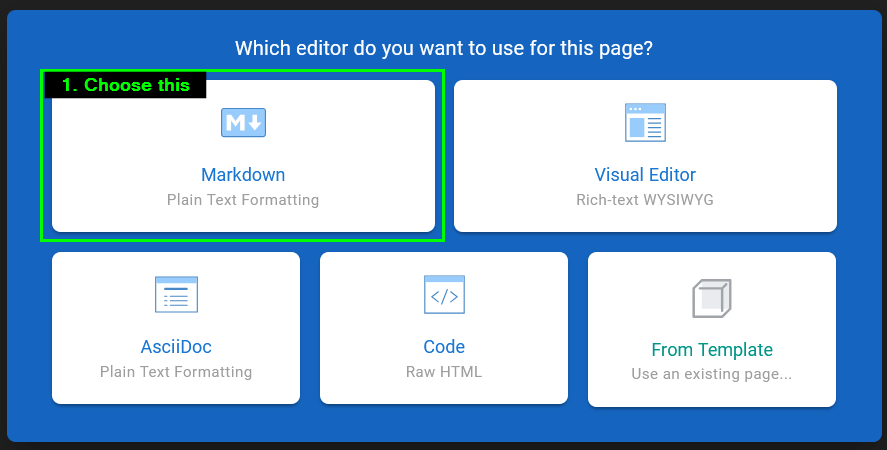 Which editor do you want to use for this page?
1. Choose this
M
Markdown
Plain Text Formatting
Visual Editor
Rich-text WYSIWYG
AsciiDoc
Plain Text Formatting
</>
Code
Raw HTML
From Template
Use an existing page...